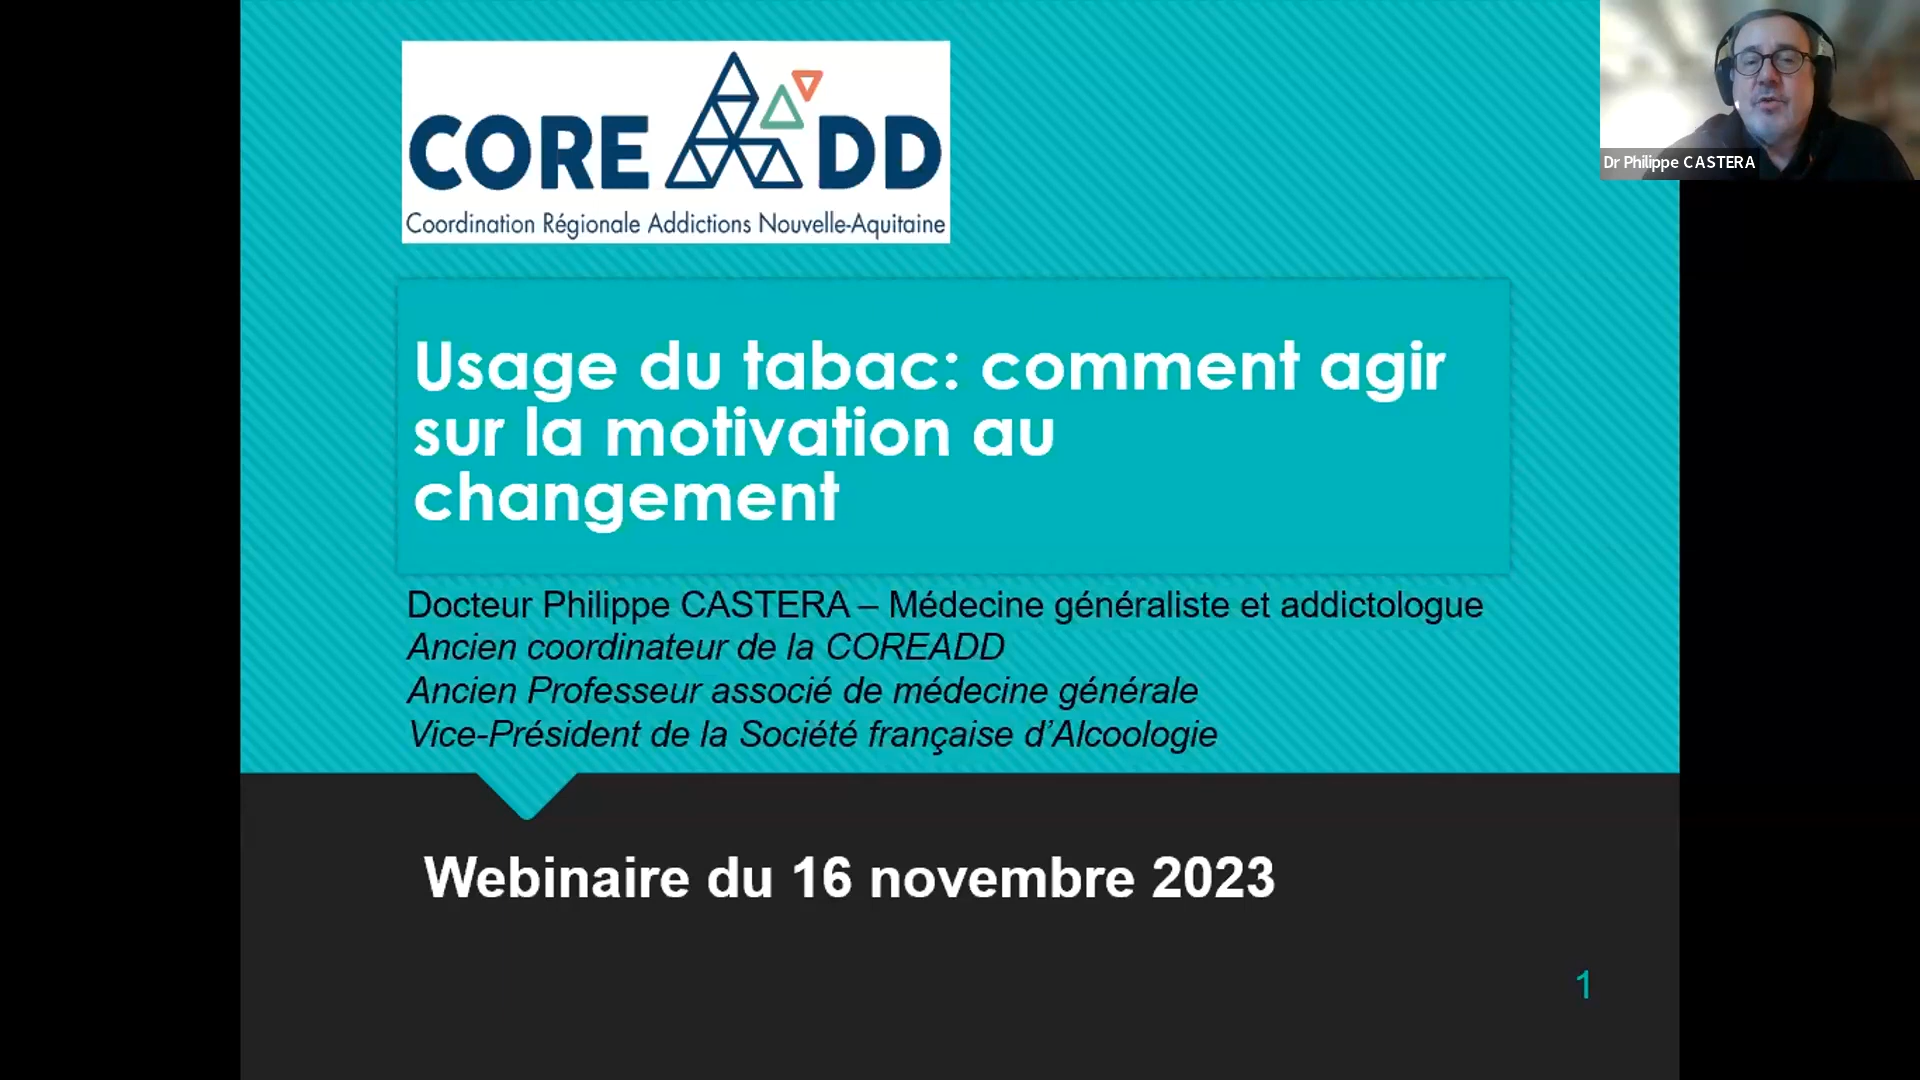 CORE ADD
Coordination Régionale Addictions Nouvelle-Aquitaine
Dr Philippe CASTERA
Usage du tabac: comment agir
sur la motivation au
changement
Docteur Philippe CASTERA – Médecine généraliste et addictologue
Ancien coordinateur de la COREADD
Ancien Professeur associé de médecine générale
Vice-Président de la Société française d’Alcoologie
Webinaire du 16 novembre 2023
1